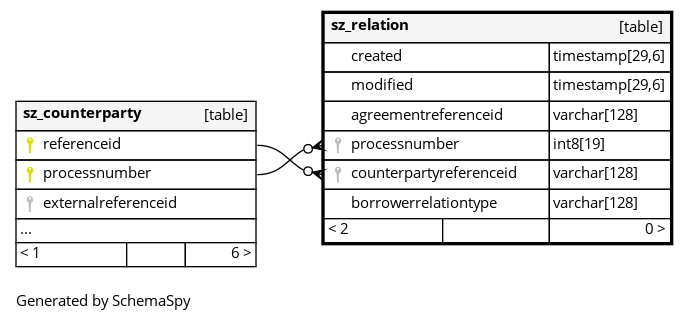 sz_relation [table]
created timestamp[29,6]
modified timestamp[29,6]
agreementreferenceid varchar[128]
processnumber int8[19]
counterpartyreferenceid varchar[128]
borrowerrelationtype varchar[128]
< 2 0 >
sz_counterparty [table]
referenceid
processnumber
externalreferenceid
...
< 1 6 >
Generated by SchemaSpy